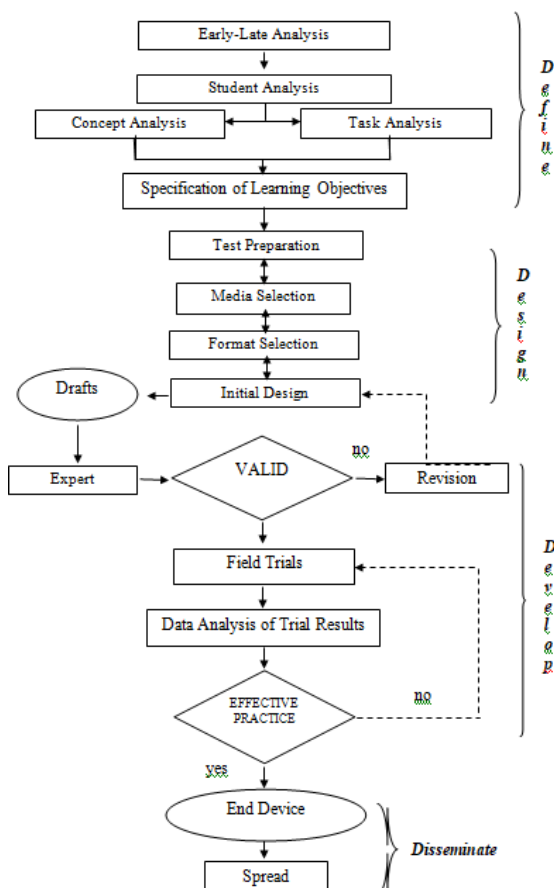 Early-Late Analysis
Student Analysis
Concept Analysis
Task Analysis
Specification of Learning Objectives
Define
Test Preparation
Media Selection
Format Selection
Initial Design
Design
Drafts
Expert
VALID
no
Revision
Field Trials
Data Analysis of Trial Results
EFFECTIVE
PRACTICE
no
Develop
yes
End Device
Spread
Disseminate